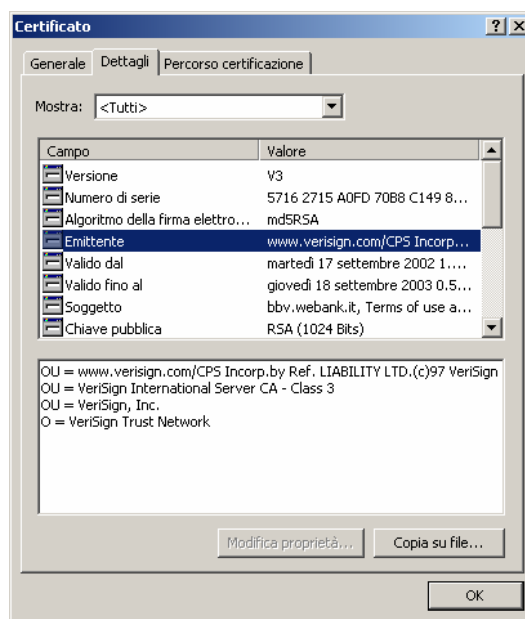 Certificato
Generale Dettagli Percorso certificazione
Mostra: <Tutti>
Campo Valore
Versione V3
Numero di serie 5716 2715 A0FD 70B8 C149 8...
Algoritmo della firma elettro... md5RSA
Emittente www.verisign.com/CPS Incorp...
Valido dal martedì 17 settembre 2002 1....
Valido fino al giovedì 18 settembre 2003 0.5...
Soggetto bbv.webank.it, Terms of use a...
Chiave pubblica RSA (1024 Bits)
OU = www.verisign.com/CPS Incorp.by Ref. LIABILITY LTD.(c)97 VeriSign
OU = VeriSign International Server CA - Class 3
OU = VeriSign, Inc.
O = VeriSign Trust Network
Modifica proprietà... Copia su file...
OK